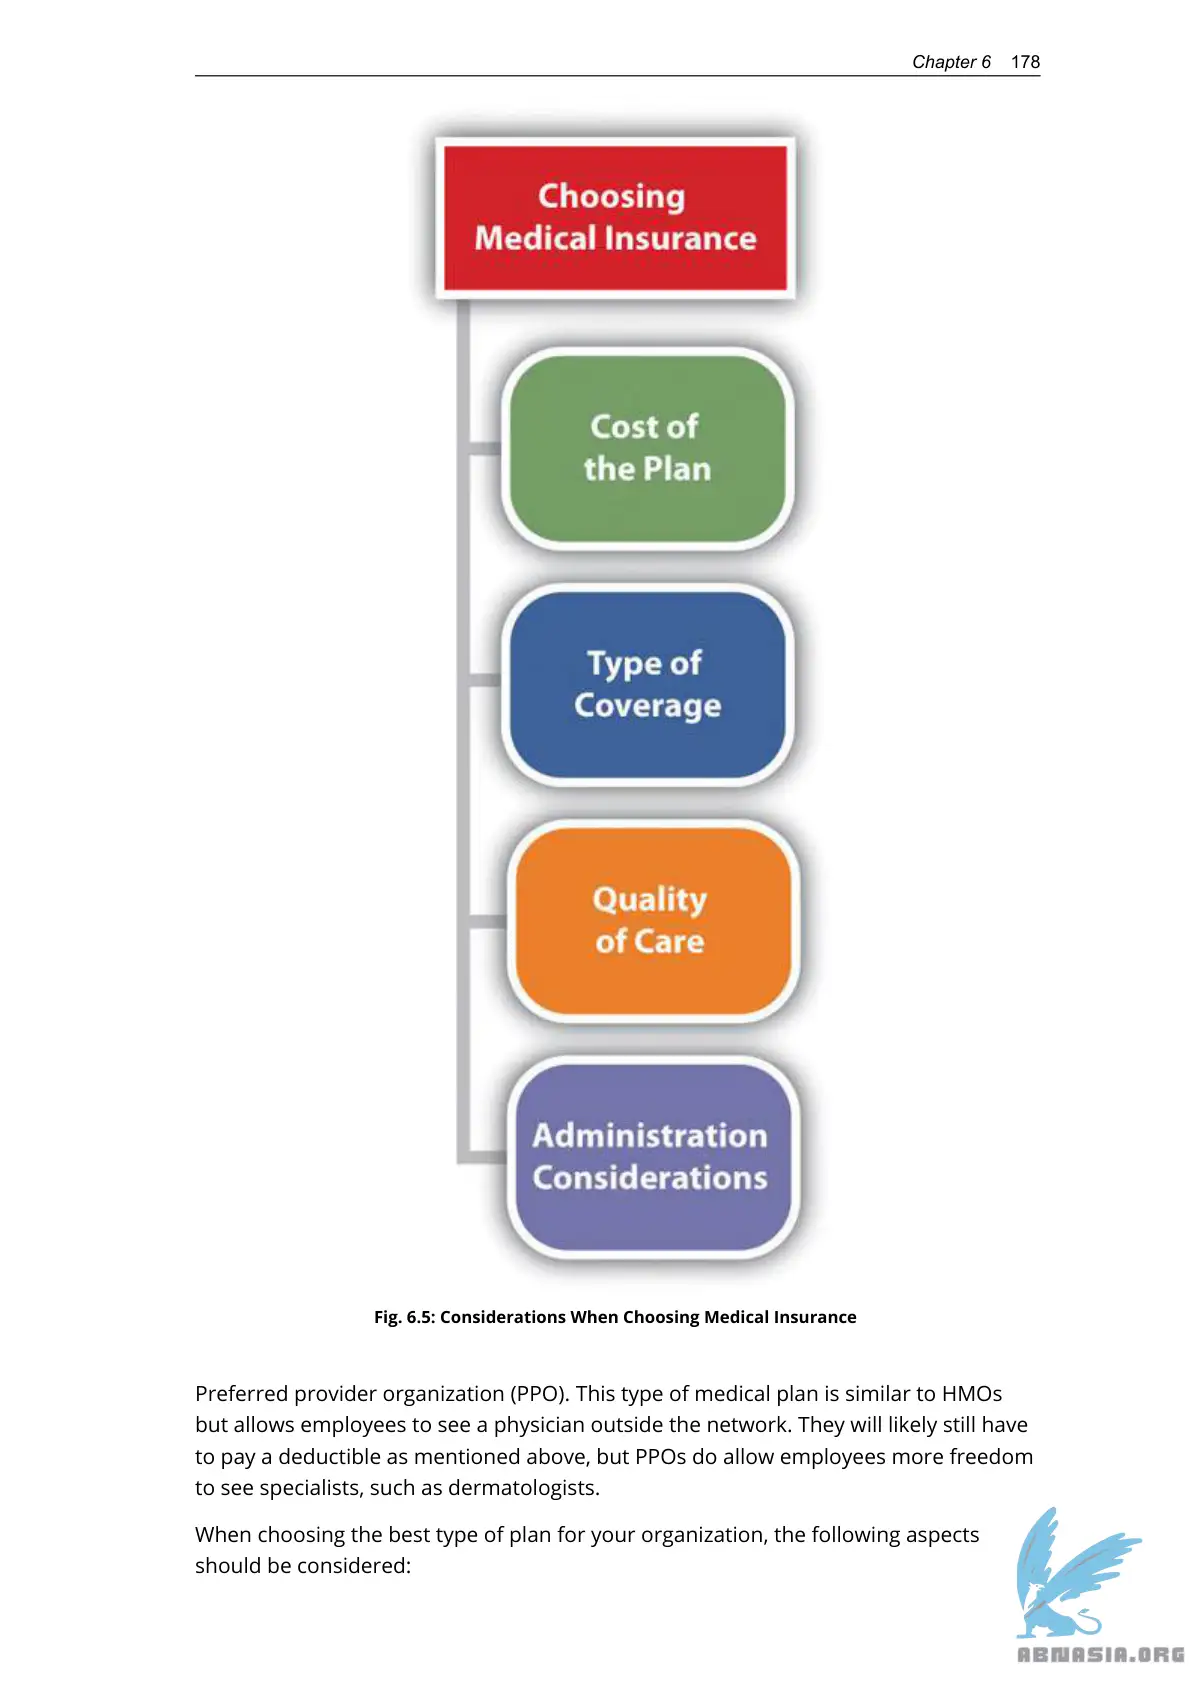 Chapter 6 178
Choosing
Medical Insurance
Cost of
the Plan
Type of
Coverage
Quality
of Care
Administration
Considerations
Fig. 6.5: Considerations When Choosing Medical Insurance
Preferred provider organization (PPO). This type of medical plan is similar to HMOs
but allows employees to see a physician outside the network. They will likely still have
to pay a deductible as mentioned above, but PPOs do allow employees more freedom
to see specialists, such as dermatologists.
When choosing the best type of plan for your organization, the following aspects
should be considered:
ABNASIA.ORG